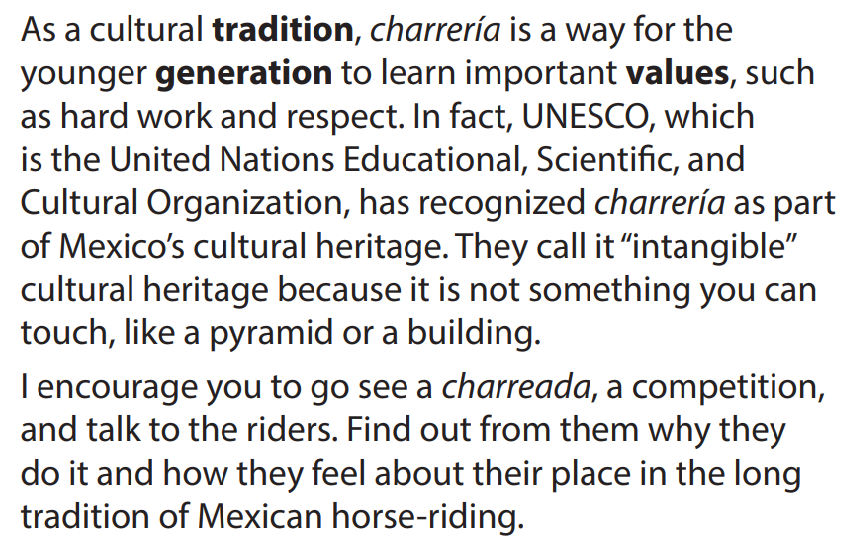 As a cultural tradition, charrería is a way for the
younger generation to learn important values, such
as hard work and respect. In fact, UNESCO, which
is the United Nations Educational, Scientific, and
Cultural Organization, has recognized charrería as part
of Mexico’s cultural heritage. They call it “intangible”
cultural heritage because it is not something you can
touch, like a pyramid or a building.
I encourage you to go see a charreada, a competition,
and talk to the riders. Find out from them why they
do it and how they feel about their place in the long
tradition of Mexican horse-riding.